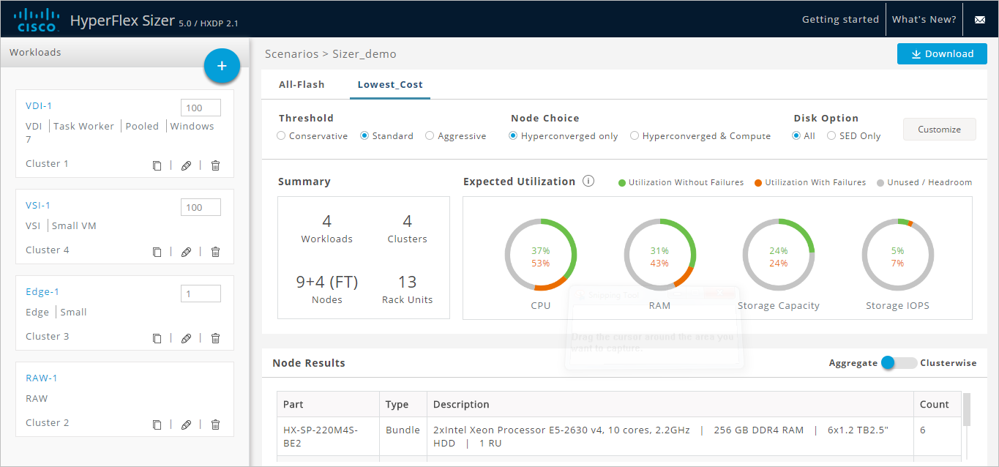 CISCO HyperFlex Sizer 5.0 / HXDP 2.1
Getting started
What's New?
Workloads
+
VDI-1
100
VDI | Task Worker | Pooled | Windows
7
Cluster 1
VSI-1
100
VSI | Small VM
Cluster 4
Edge-1
1
Edge | Small
Cluster 3
RAW-1
RAW
Cluster 2
Scenarios > Sizer_demo
Download
All-Flash
Lowest_Cost
Threshold
Conservative Standard Aggressive
Node Choice
Hyperconverged only Hyperconverged & Compute
Disk Option
All SED Only
Customize
Summary
4
Workloads
4
Clusters
9+4 (FT)
Nodes
13
Rack Units
Expected Utilization i
Utilization Without Failures Utilization With Failures Unused / Headroom
37%
53%
CPU
31%
43%
RAM
24%
24%
Storage Capacity
5%
7%
Storage IOPS
Snipping Tool
Drag the cursor around the area you
want to capture.
Node Results
Aggregate Clusterwise
Part Type Description Count
HX-SP-220M4S-
BE2
Bundle
2xIntel Xeon Processor E5-2630 v4, 10 cores, 2.2GHz | 256 GB DDR4 RAM | 6x1.2 TB2.5"
HDD | 1 RU
6